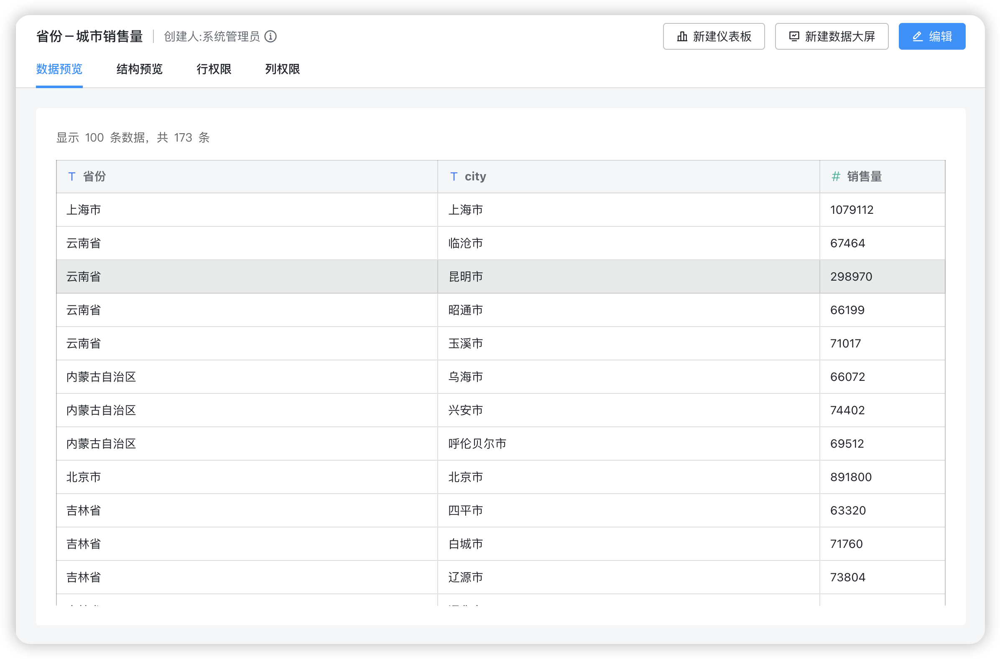 省份-城市销售量 创建人:系统管理员 新建仪表板 新建数据大屏 编辑
数据预览 结构预览 行权限 列权限
显示 100 条数据，共 173 条
T 省份 T city # 销售量
上海市 上海市 1079112
云南省 临沧市 67464
云南省 昆明市 298970
云南省 昭通市 66199
云南省 玉溪市 71017
内蒙古自治区 乌海市 66072
内蒙古自治区 兴安市 74402
内蒙古自治区 呼伦贝尔市 69512
北京市 北京市 891800
吉林省 四平市 63320
吉林省 白城市 71760
吉林省 辽源市 73804